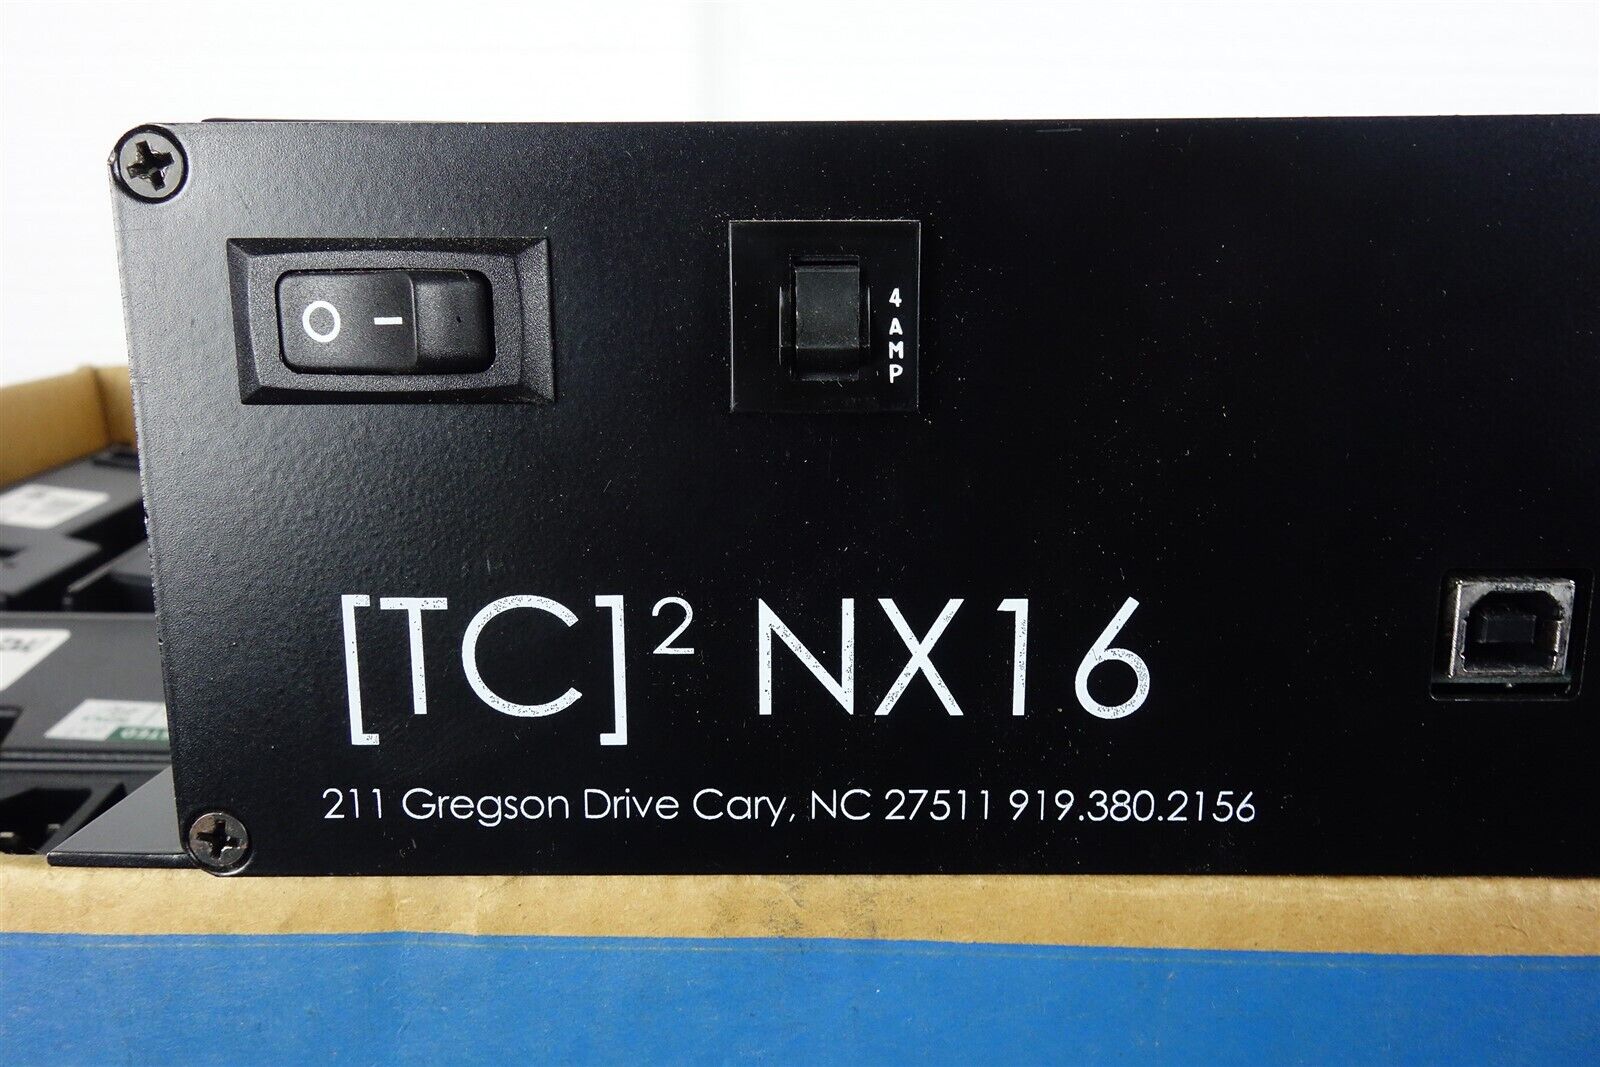 O –
4 AMP
[TC]² NX16
211 Gregson Drive Cary, NC 27511 919.380.2156